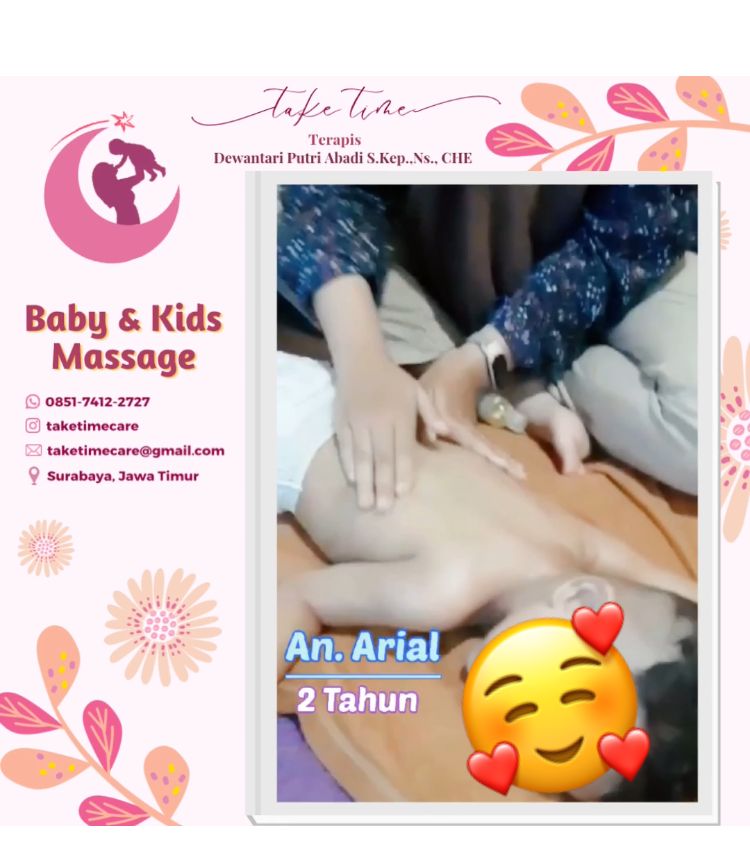 take time
Terapis
Dewantari Putri Abadi S.Kep.,Ns., CHE
Baby & Kids
Massage
0851-7412-2727
taketimecare
taketimecare@gmail.com
Surabaya, Jawa Timur
An. Arial
2 Tahun